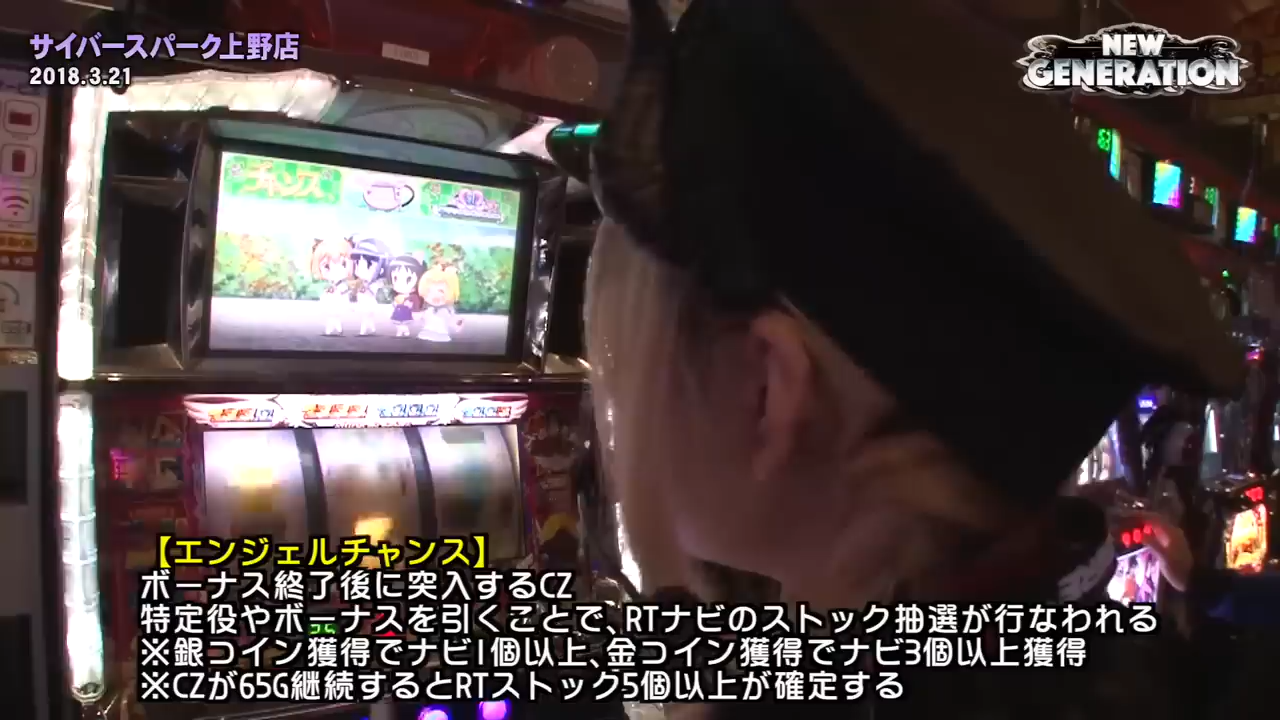 サイバースパーク上野店
2018.3.21
NEW
GENERATION
チャンス
【エンジェルチャンス】
ボーナス終了後に突入するCZ
特定役やボーナスを引くことで、RTナビのストック抽選が行なわれる
※銀コイン獲得でナビ1個以上、金コイン獲得でナビ3個以上獲得
※CZが65G継続するとRTストック5個以上が確定する